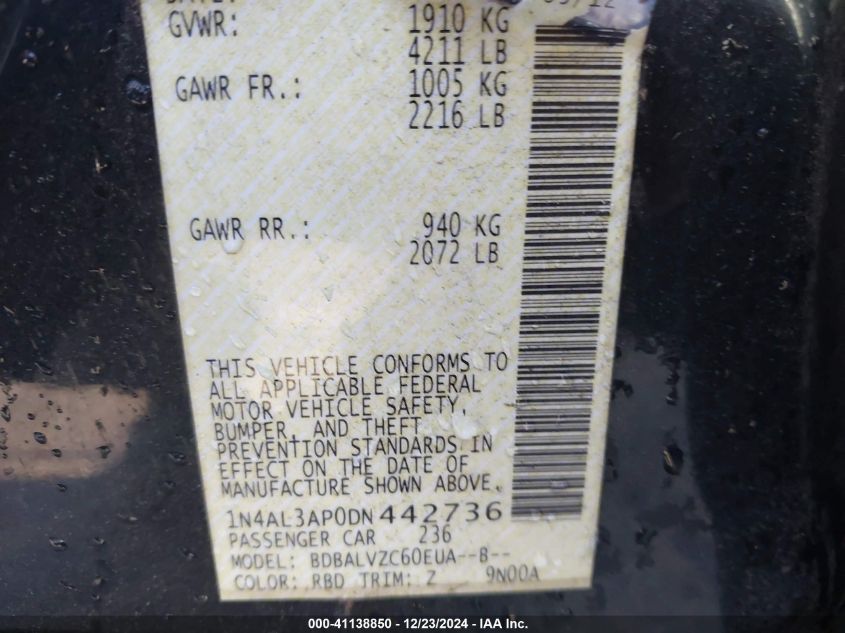 GVWR: 1910 KG
4211 LB
GAWR FR.: 1005 KG
2216 LB
GAWR RR.: 940 KG
2072 LB
THIS VEHICLE CONFORMS TO
ALL APPLICABLE FEDERAL
MOTOR VEHICLE SAFETY,
BUMPER, AND THEFT
PREVENTION STANDARDS IN
EFFECT ON THE DATE OF
MANUFACTURE SHOWN ABOVE.
1N4AL3AP0DN442736
PASSENGER CAR 236
MODEL: BDBALVZC60EUA--B--
COLOR: RBD TRIM: Z 9N00A
000-41138850 - 12/23/2024 - IAA Inc.